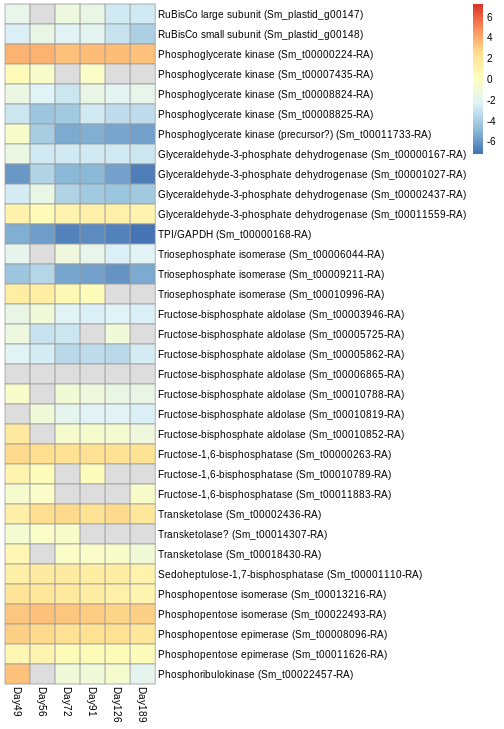 RuBisCo large subunit (Sm_plastid_g00147)
RuBisCo small subunit (Sm_plastid_g00148)
Phosphoglycerate kinase (Sm_t00000224-RA)
Phosphoglycerate kinase (Sm_t00007435-RA)
Phosphoglycerate kinase (Sm_t00008824-RA)
Phosphoglycerate kinase (Sm_t00008825-RA)
Phosphoglycerate kinase (precursor?) (Sm_t00011733-RA)
Glyceraldehyde-3-phosphate dehydrogenase (Sm_t00000167-RA)
Glyceraldehyde-3-phosphate dehydrogenase (Sm_t00001027-RA)
Glyceraldehyde-3-phosphate dehydrogenase (Sm_t00002437-RA)
Glyceraldehyde-3-phosphate dehydrogenase (Sm_t00011559-RA)
TPI/GAPDH (Sm_t00000168-RA)
Triosephosphate isomerase (Sm_t00006044-RA)
Triosephosphate isomerase (Sm_t00009211-RA)
Triosephosphate isomerase (Sm_t00010996-RA)
Fructose-bisphosphate aldolase (Sm_t00003946-RA)
Fructose-bisphosphate aldolase (Sm_t00005725-RA)
Fructose-bisphosphate aldolase (Sm_t00005862-RA)
Fructose-bisphosphate aldolase (Sm_t00006865-RA)
Fructose-bisphosphate aldolase (Sm_t00010788-RA)
Fructose-bisphosphate aldolase (Sm_t00010819-RA)
Fructose-bisphosphate aldolase (Sm_t00010852-RA)
Fructose-1,6-bisphosphatase (Sm_t00000263-RA)
Fructose-1,6-bisphosphatase (Sm_t00010789-RA)
Fructose-1,6-bisphosphatase (Sm_t00011883-RA)
Transketolase (Sm_t00002436-RA)
Transketolase? (Sm_t00014307-RA)
Transketolase (Sm_t00018430-RA)
Sedoheptulose-1,7-bisphosphatase (Sm_t00001110-RA)
Phosphopentose isomerase (Sm_t00013216-RA)
Phosphopentose isomerase (Sm_t00022493-RA)
Phosphopentose epimerase (Sm_t00008096-RA)
Phosphopentose epimerase (Sm_t00011626-RA)
Phosphoribulokinase (Sm_t00022457-RA)
Day49
Day56
Day72
Day91
Day126
Day189
6
4
2
0
-2
-4
-6